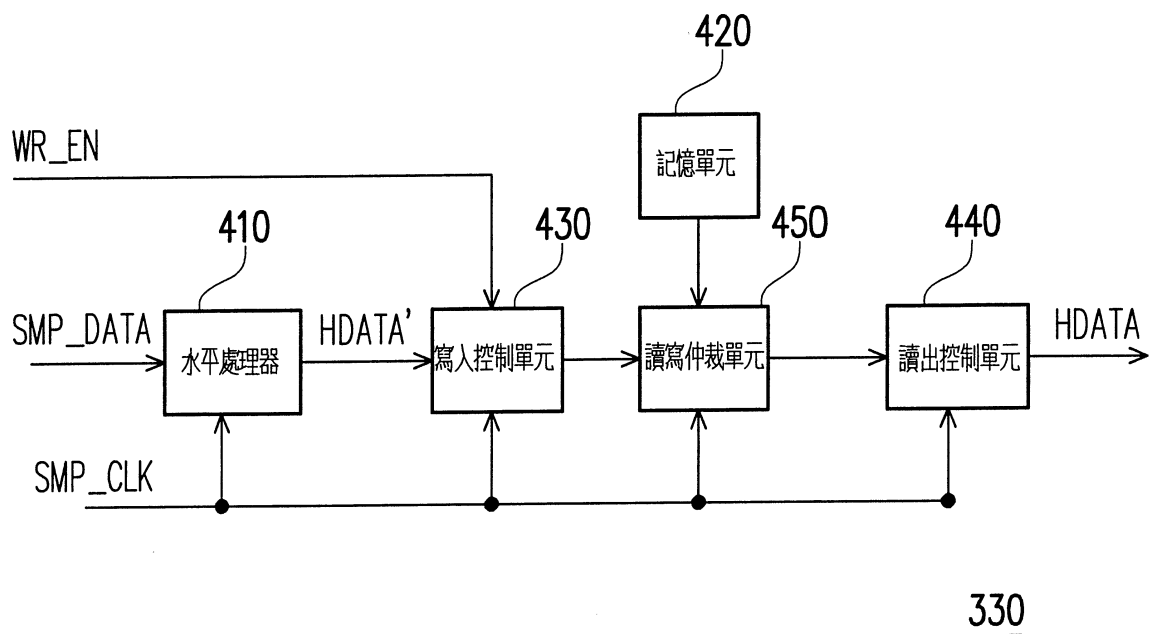 420
WR_EN
記憶單元
410
430
450
440
SMP_DATA
水平處理器
HDATA'
寫入控制單元
讀寫仲裁單元
讀出控制單元
HDATA
SMP_CLK
330